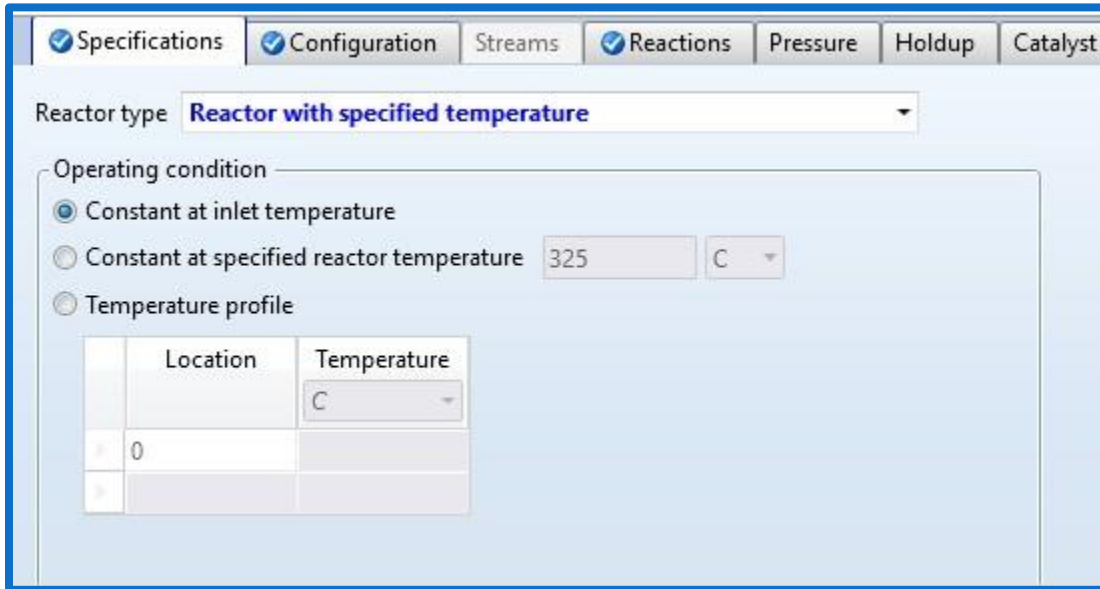 Specifications Configuration Streams Reactions Pressure Holdup Catalyst
Reactor type Reactor with specified temperature
Operating condition
Constant at inlet temperature
Constant at specified reactor temperature 325 C
Temperature profile
Location Temperature
C
0